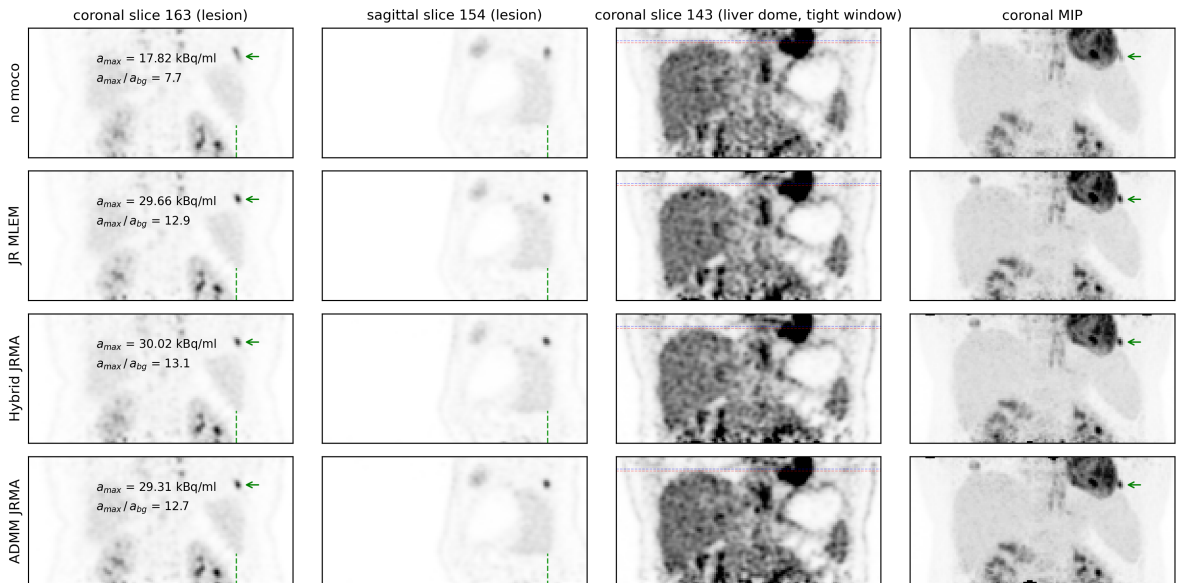 coronal slice 163 (lesion)
sagittal slice 154 (lesion)
coronal slice 143 (liver dome, tight window)
coronal MIP
no moco
a_max = 17.82 kBq/ml
a_max / a_bg = 7.7
JR MLEM
a_max = 29.66 kBq/ml
a_max / a_bg = 12.9
Hybrid JRMA
a_max = 30.02 kBq/ml
a_max / a_bg = 13.1
ADMM JRMA
a_max = 29.31 kBq/ml
a_max / a_bg = 12.7